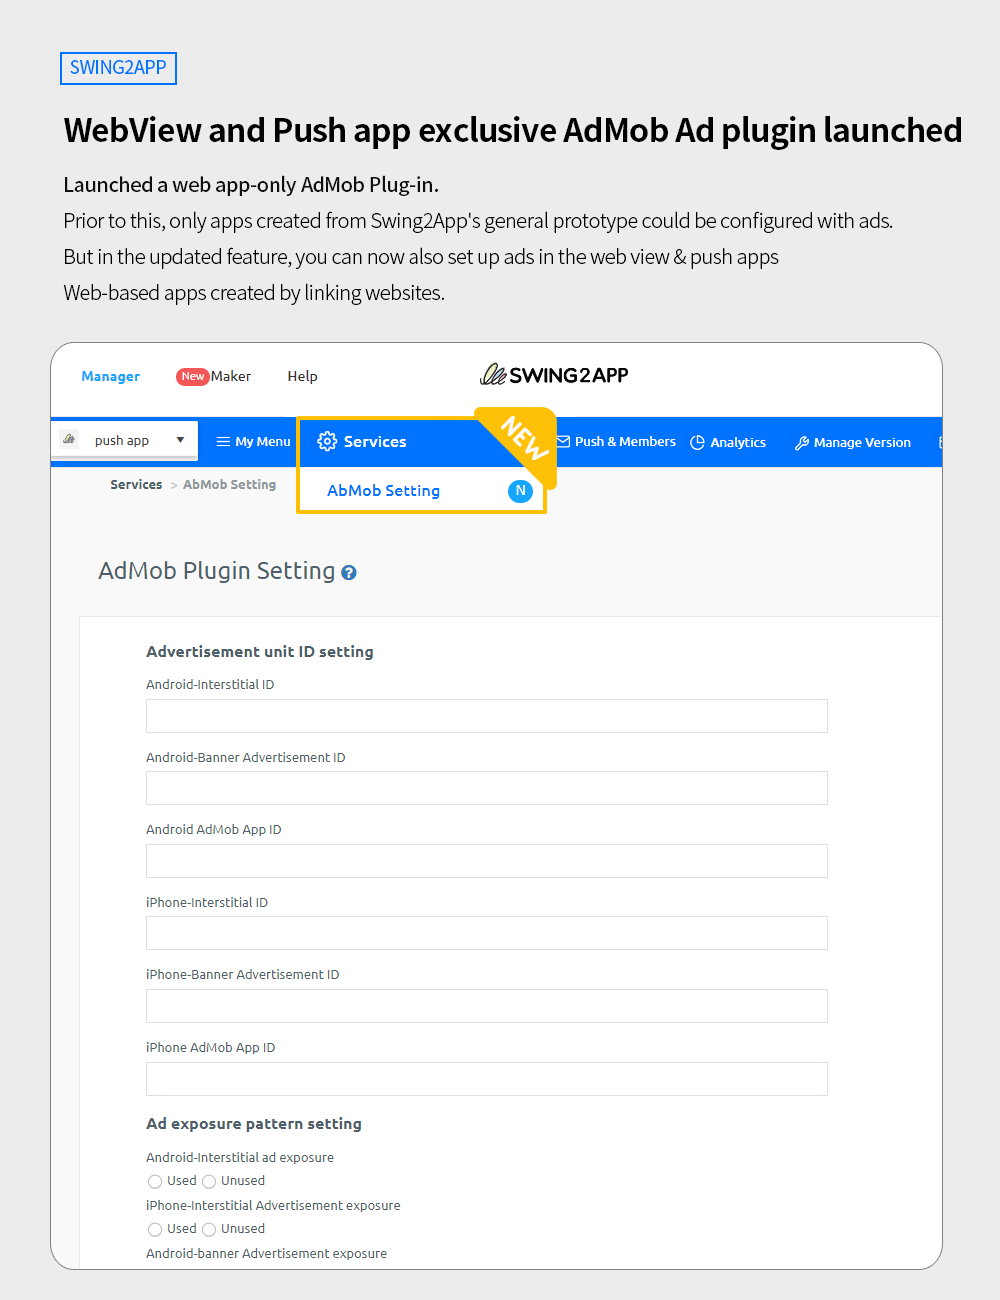 SWING2APP
WebView and Push app exclusive AdMob Ad plugin launched
Launched a web app-only AdMob Plug-in.
Prior to this, only apps created from Swing2App's general prototype could be configured with ads.
But in the updated feature, you can now also set up ads in the web view & push apps
Web-based apps created by linking websites.
Manager New Maker Help SWING2APP
push app My Menu Services NEW Push & Members Analytics Manage Version
Services > AbMob Setting
AbMob Setting N
AdMob Plugin Setting ?
Advertisement unit ID setting
Android-Interstitial ID
Android-Banner Advertisement ID
Android AdMob App ID
iPhone-Interstitial ID
iPhone-Banner Advertisement ID
iPhone AdMob App ID
Ad exposure pattern setting
Android-Interstitial ad exposure
Used Unused
iPhone-Interstitial Advertisement exposure
Used Unused
Android-banner Advertisement exposure